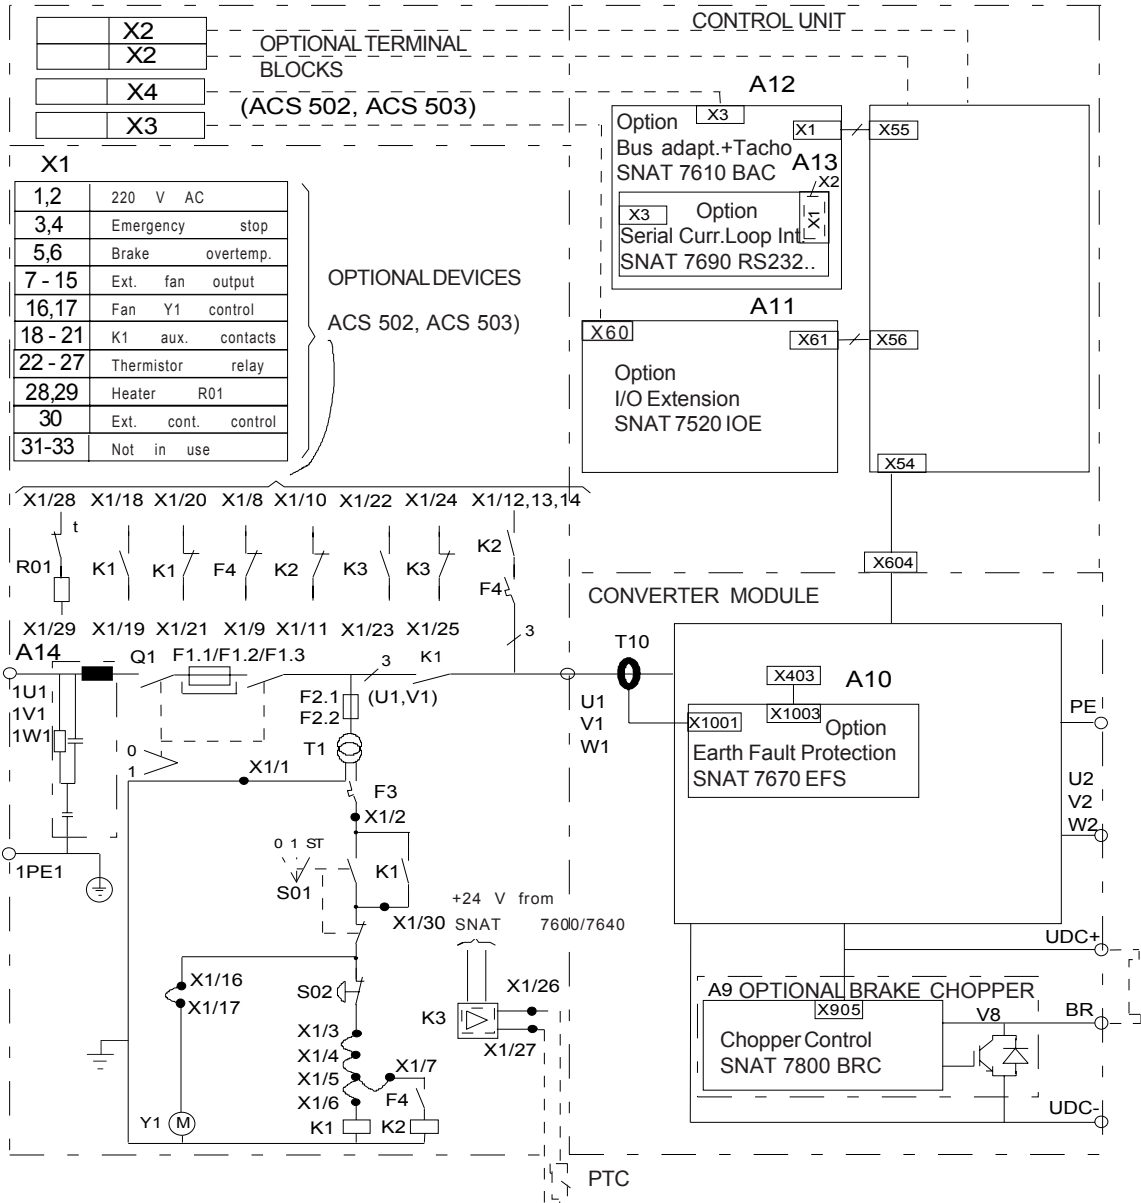 CONTROL UNIT
X2
X2
OPTIONAL TERMINAL
BLOCKS
X4
(ACS 502, ACS 503)
X3
A12
X3
Option
Bus adapt.+Tacho
SNAT 7610 BAC
X1
X55
A13
X2
X1
X3
Option
Serial Curr.Loop Int.
SNAT 7690 RS232..
X1
1,2 220 V AC
3,4 Emergency stop
5,6 Brake overtemp.
7 - 15 Ext. fan output
16,17 Fan Y1 control
18 - 21 K1 aux. contacts
22 - 27 Thermistor relay
28,29 Heater R01
30 Ext. cont. control
31-33 Not in use
OPTIONAL DEVICES
ACS 502, ACS 503)
A11
X60
X61
X56
Option
I/O Extension
SNAT 7520 IOE
X54
X604
X1/28 X1/18 X1/20 X1/8 X1/10 X1/22 X1/24 X1/12,13,14
t
R01 K1 K1 F4 K2 K3 K3 K2
F4
3
X1/29 X1/19 X1/21 X1/9 X1/11 X1/23 X1/25
CONVERTER MODULE
A14
Q1
F1.1/F1.2/F1.3
3
K1
(U1,V1)
T10
1U1
1V1
1W1
F2.1
F2.2
U1
V1
W1
X403
A10
X1001
X1003
Option
Earth Fault Protection
SNAT 7670 EFS
PE
U2
V2
W2
0
1
T1
X1/1
F3
X1/2
0 1 ST
S01
K1
1PE1
X1/30
+24 V from
SNAT 7600/7640
UDC+
X1/16
X1/17
S02
K3
X1/26
X1/27
A9 OPTIONAL BRAKE CHOPPER
X905
V8
BR
Chopper Control
SNAT 7800 BRC
X1/3
X1/4
X1/5
X1/6
X1/7
F4
Y1
M
K1
K2
UDC-
PTC